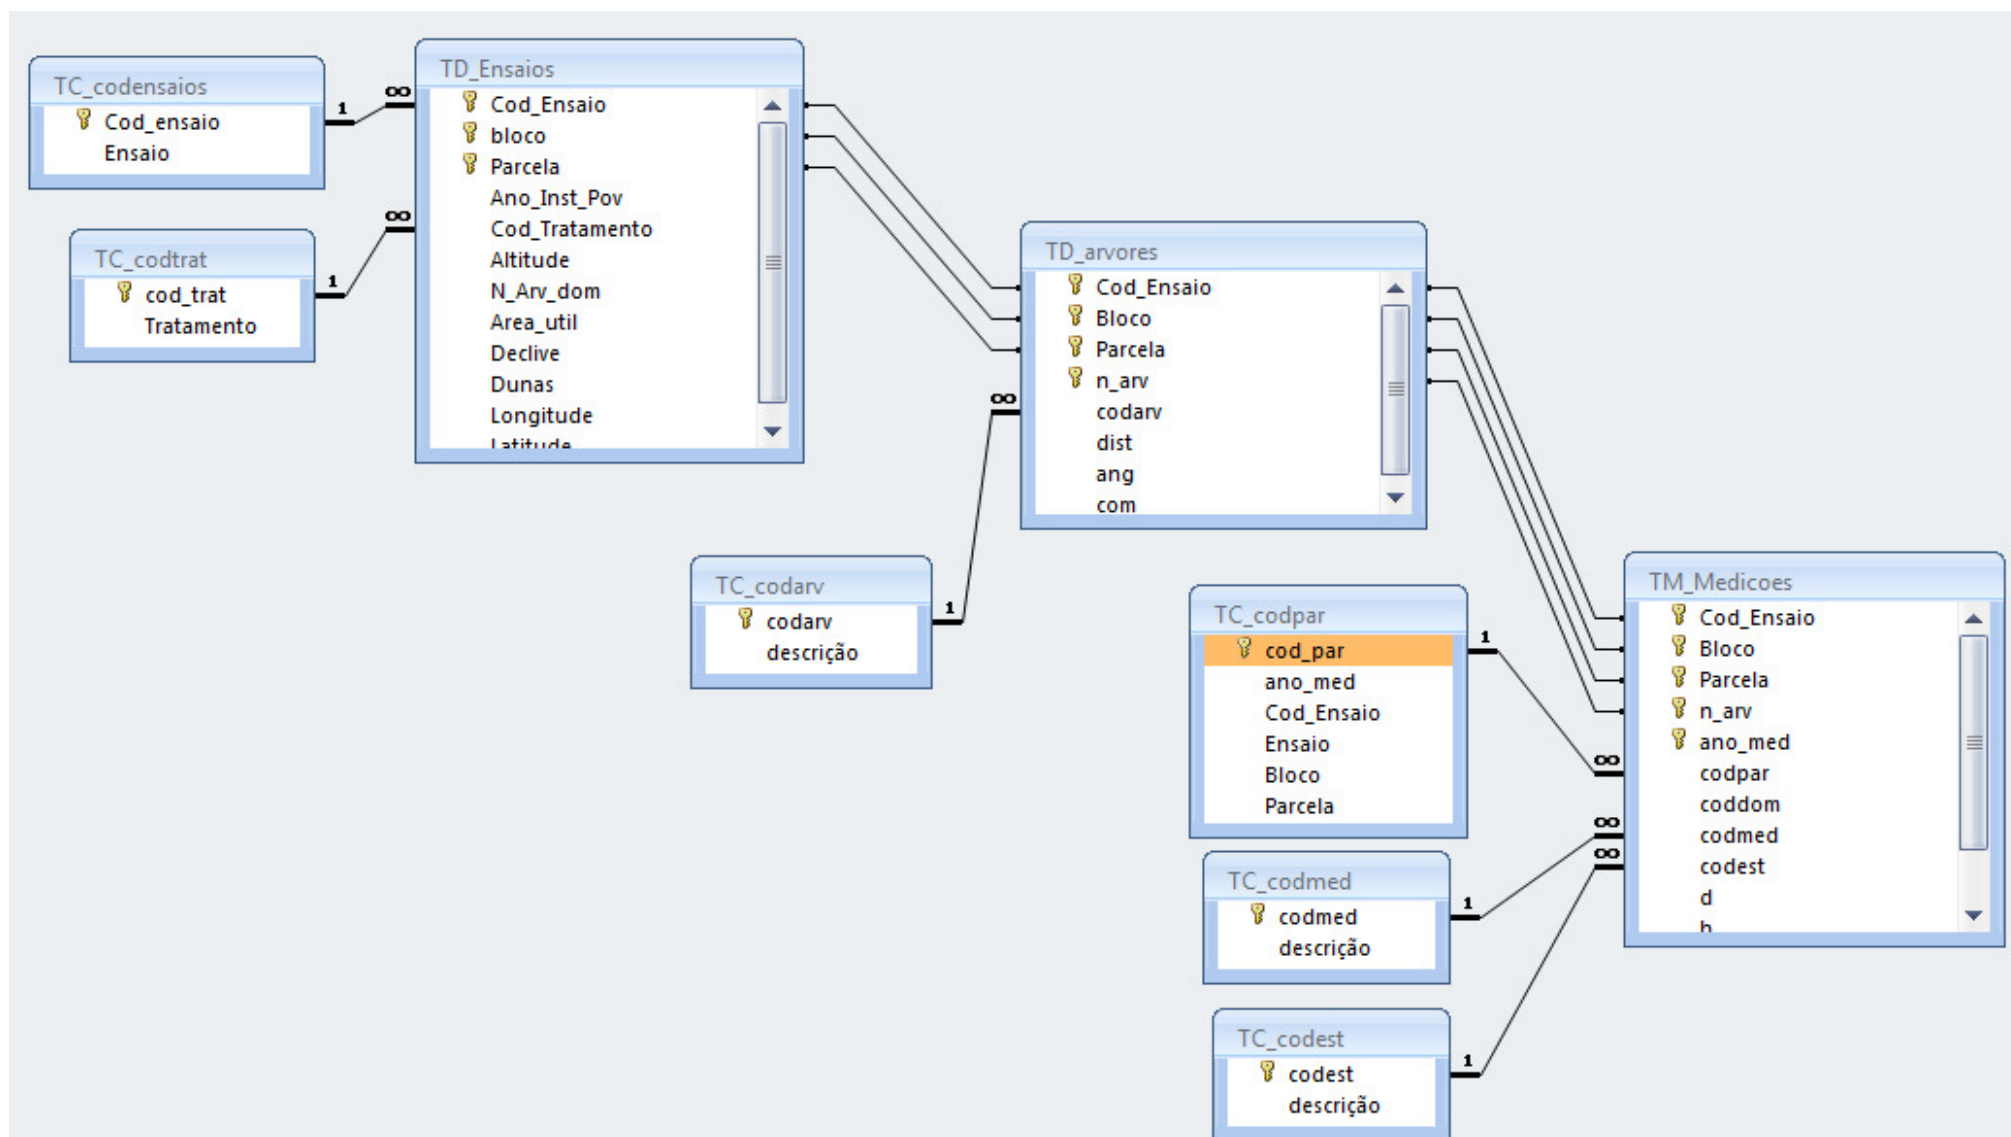 TC_codensaios
Cod_ensaio
Ensaio
1
∞
TC_codtrat
cod_trat
Tratamento
1
∞
TD_Ensaios
Cod_Ensaio
bloco
Parcela
Ano_Inst_Pov
Cod_Tratamento
Altitude
N_Arv_dom
Area_util
Declive
Dunas
Longitude
Latitude
TD_arvores
Cod_Ensaio
Bloco
Parcela
n_arv
codarv
dist
ang
com
∞
TC_codarv
codarv
descrição
1
TC_codpar
cod_par
ano_med
Cod_Ensaio
Ensaio
Bloco
Parcela
1
∞
TC_codmed
codmed
descrição
1
∞
TC_codest
codest
descrição
1
∞
TM_Medicoes
Cod_Ensaio
Bloco
Parcela
n_arv
ano_med
codpar
coddom
codmed
codest
d
h